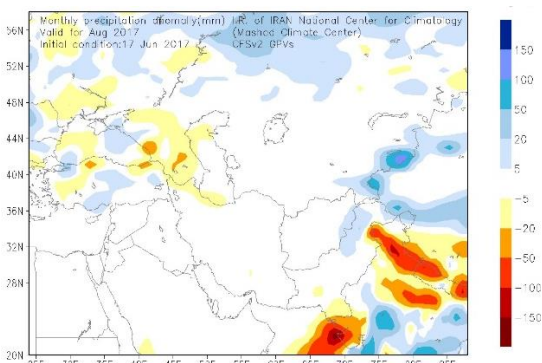 Monthly precipitation anomaly(mm) I.R. of IRAN National Center for Climatology
Valid for Aug 2017 (Mashad Climate Center)
Initial condition:17 Jun 2017 CFSv2 GPVs
56N
52N
48N
44N
40N
36N
32N
28N
20N
150
100
50
20
5
-5
-20
-50
-100
-150